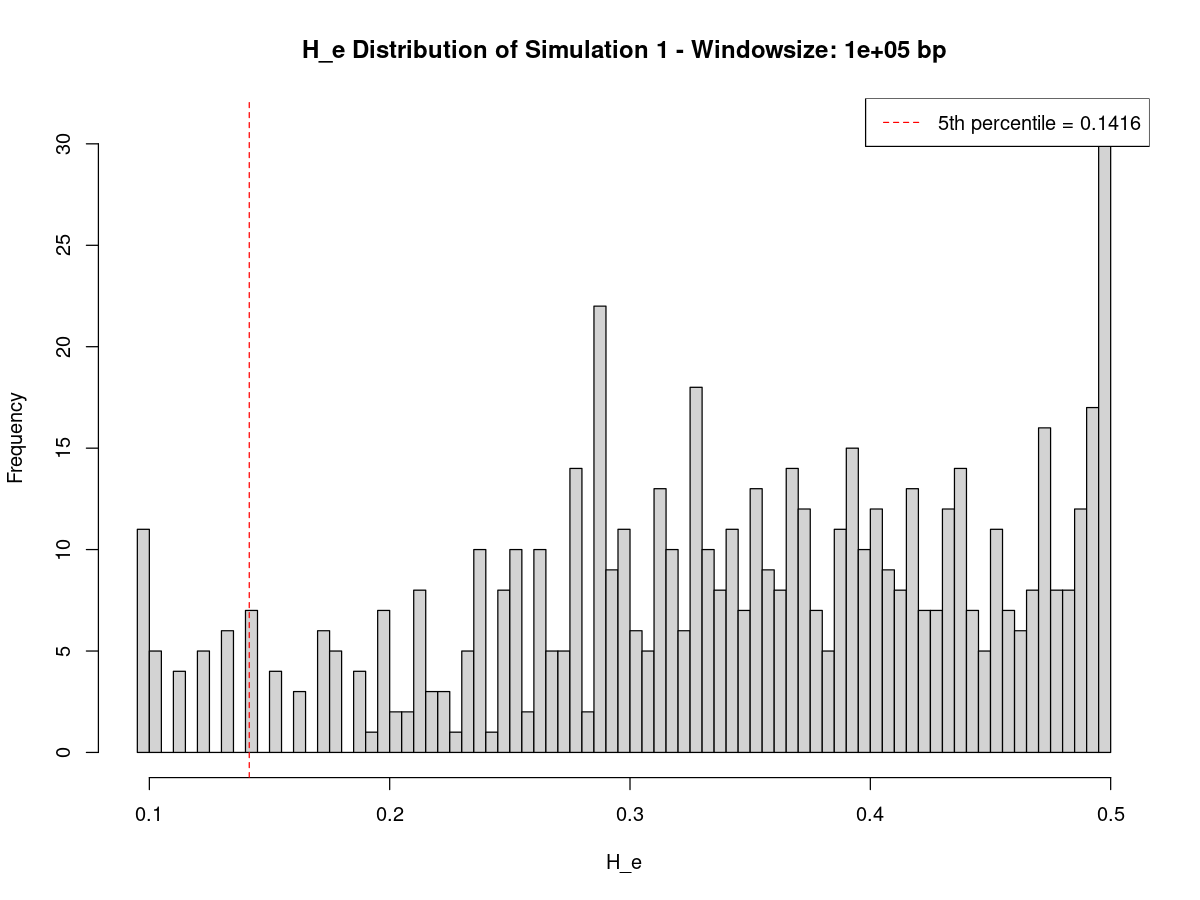 H_e Distribution of Simulation 1 - Windowsize: 1e+05 bp
5th percentile = 0.1416
Frequency
30
25
20
15
10
5
0
0.1 0.2 0.3 0.4 0.5
H_e